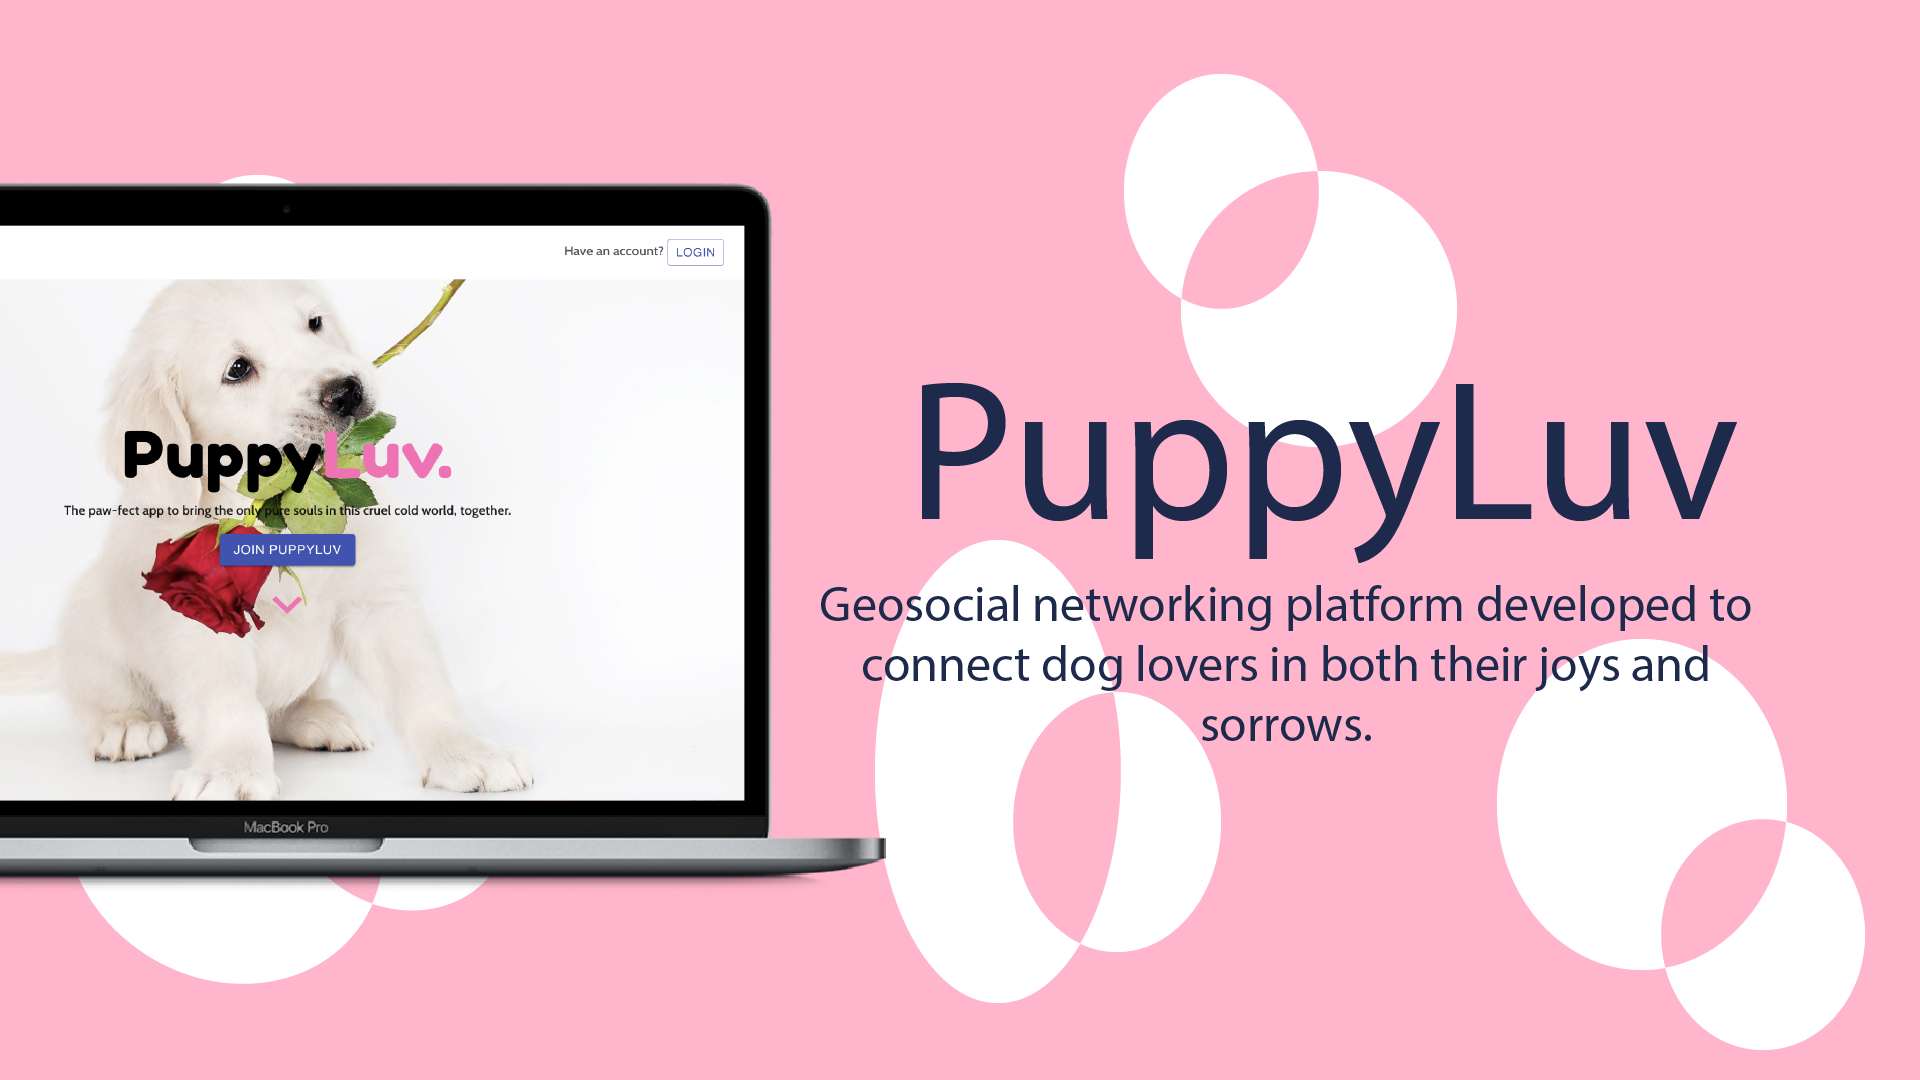 Have an account? LOGIN
PuppyLuv.
The paw-fect app to bring the only pure souls in this cruel cold world, together.
JOIN PUPPYLUV
MacBook Pro
PuppyLuv
Geosocial networking platform developed to
connect dog lovers in both their joys and
sorrows.